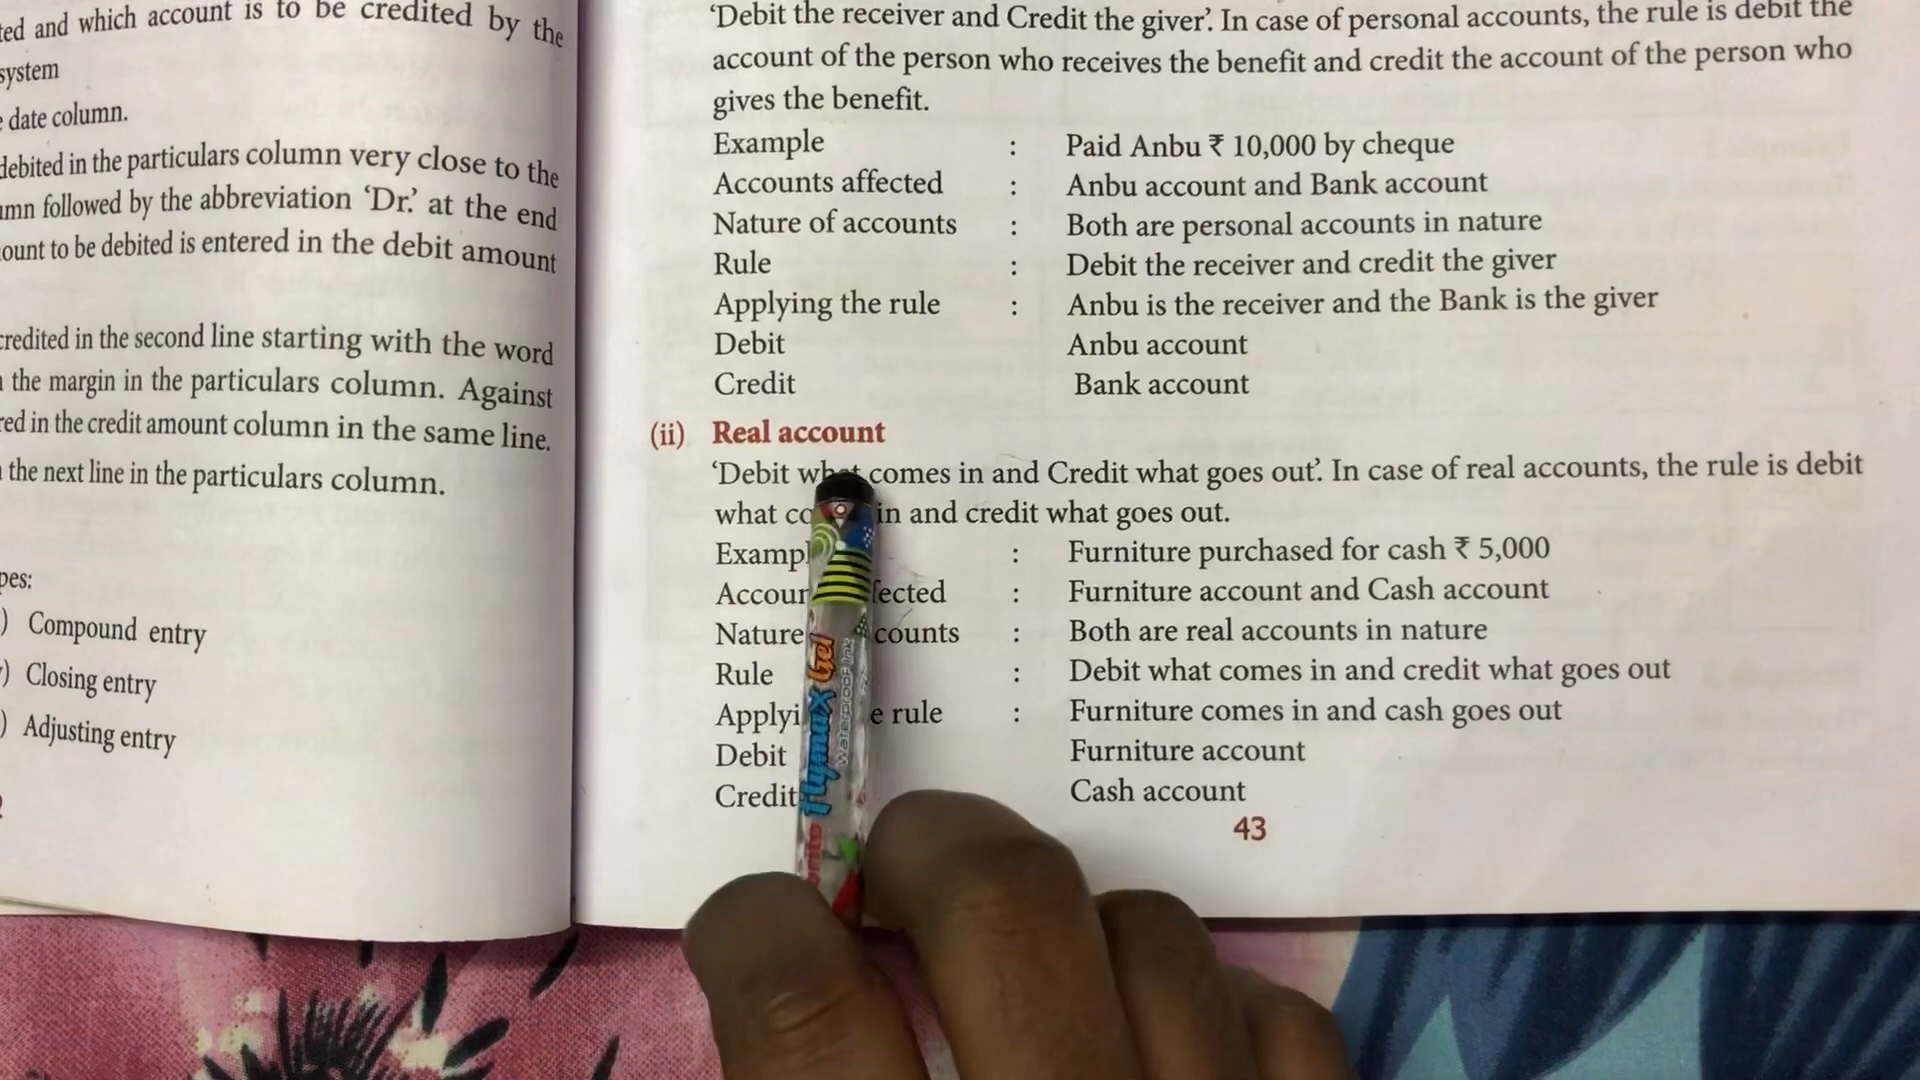 ted and which account is to be credited by the
system
date column.
debited in the particulars column very close to the
umn followed by the abbreviation ‘Dr.’ at the end
ount to be debited is entered in the debit amount
credited in the second line starting with the word
the margin in the particulars column. Against
red in the credit amount column in the same line.
the next line in the particulars column.
pes:
) Compound entry
) Closing entry
) Adjusting entry
‘Debit the receiver and Credit the giver’. In case of personal accounts, the rule is debit the
account of the person who receives the benefit and credit the account of the person who
gives the benefit.
Example : Paid Anbu ₹ 10,000 by cheque
Accounts affected : Anbu account and Bank account
Nature of accounts : Both are personal accounts in nature
Rule : Debit the receiver and credit the giver
Applying the rule : Anbu is the receiver and the Bank is the giver
Debit Anbu account
Credit Bank account
(ii) Real account
‘Debit what comes in and Credit what goes out’. In case of real accounts, the rule is debit
what co in and credit what goes out.
Exampl : Furniture purchased for cash ₹ 5,000
Accoun fected : Furniture account and Cash account
Nature counts : Both are real accounts in nature
Rule : Debit what comes in and credit what goes out
Applyi e rule : Furniture comes in and cash goes out
Debit Furniture account
Credit Cash account
43
Flymax Gel
Waterproof Ink